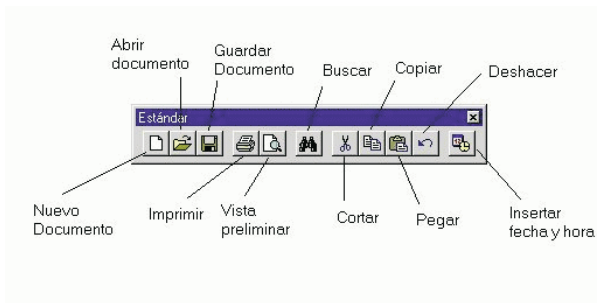 Abrir
documento
Guardar
Documento
Buscar
Copiar
Deshacer
Estándar
Nuevo
Documento
Imprimir
Vista
preliminar
Cortar
Pegar
Insertar
fecha y hora